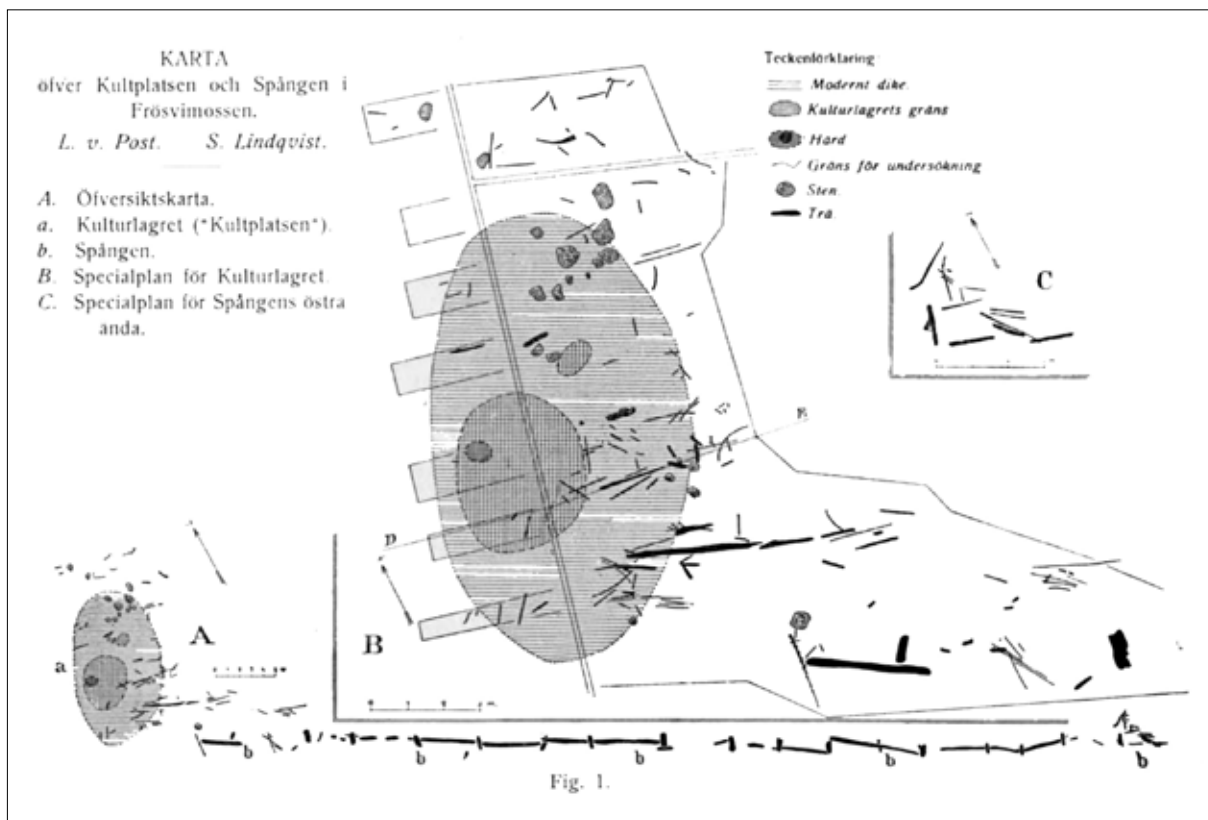 KARTA
öfver Kultplatsen och Spången i
Frösvimossen.
L. v. Post. S. Lindqvist.
A. Öfversiktskarta.
a. Kulturlagret ("Kultplatsen").
b. Spången.
B. Specialplan för Kulturlagret.
C. Specialplan för Spångens östra
ända.
Teckenförklaring
Modernt dike.
Kulturlagrets gräns
Härd
Gräns för undersökning
Sten.
Trä.
C
E
D
B
A
a
b
b
b
b
b
Fig. 1.